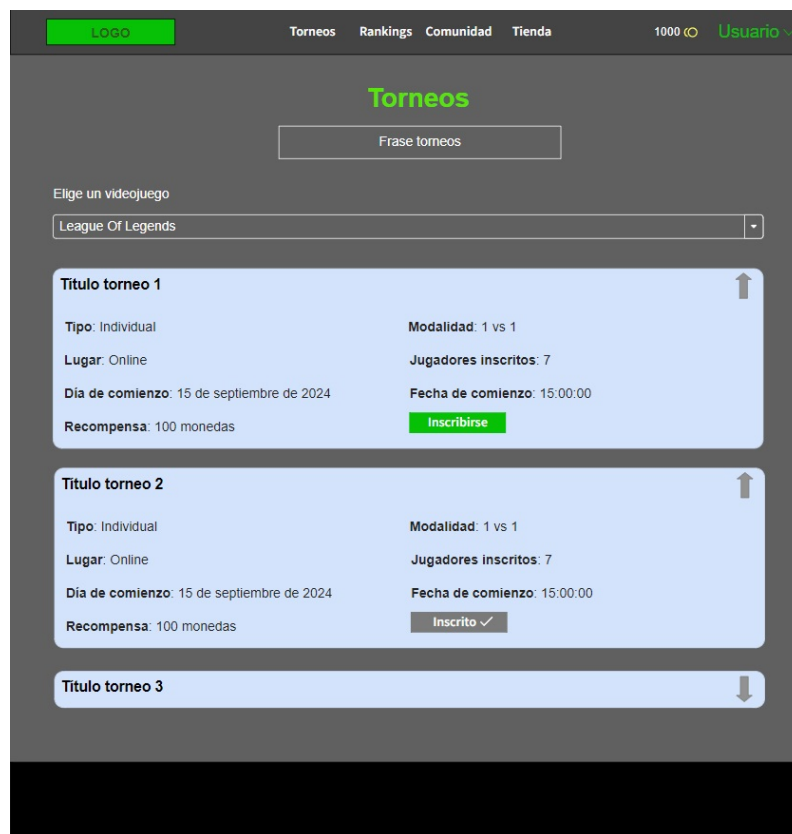 LOGO Torneos Rankings Comunidad Tienda 1000 Usuario
Torneos
Frase torneos
Elige un videojuego
League Of Legends
Titulo torneo 1
Tipo: Individual Modalidad: 1 vs 1
Lugar: Online Jugadores inscritos: 7
Día de comienzo: 15 de septiembre de 2024 Fecha de comienzo: 15:00:00
Recompensa: 100 monedas Inscribirse
Titulo torneo 2
Tipo: Individual Modalidad: 1 vs 1
Lugar: Online Jugadores inscritos: 7
Día de comienzo: 15 de septiembre de 2024 Fecha de comienzo: 15:00:00
Recompensa: 100 monedas Inscrito ✓
Titulo torneo 3